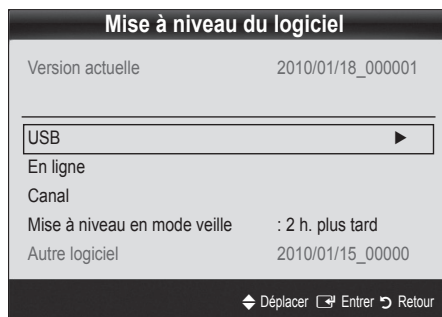 Mise à niveau du logiciel
Version actuelle 2010/01/18_000001
USB ►
En ligne
Canal
Mise à niveau en mode veille : 2 h. plus tard
Autre logiciel 2010/01/15_00000
Déplacer Entrer Retour